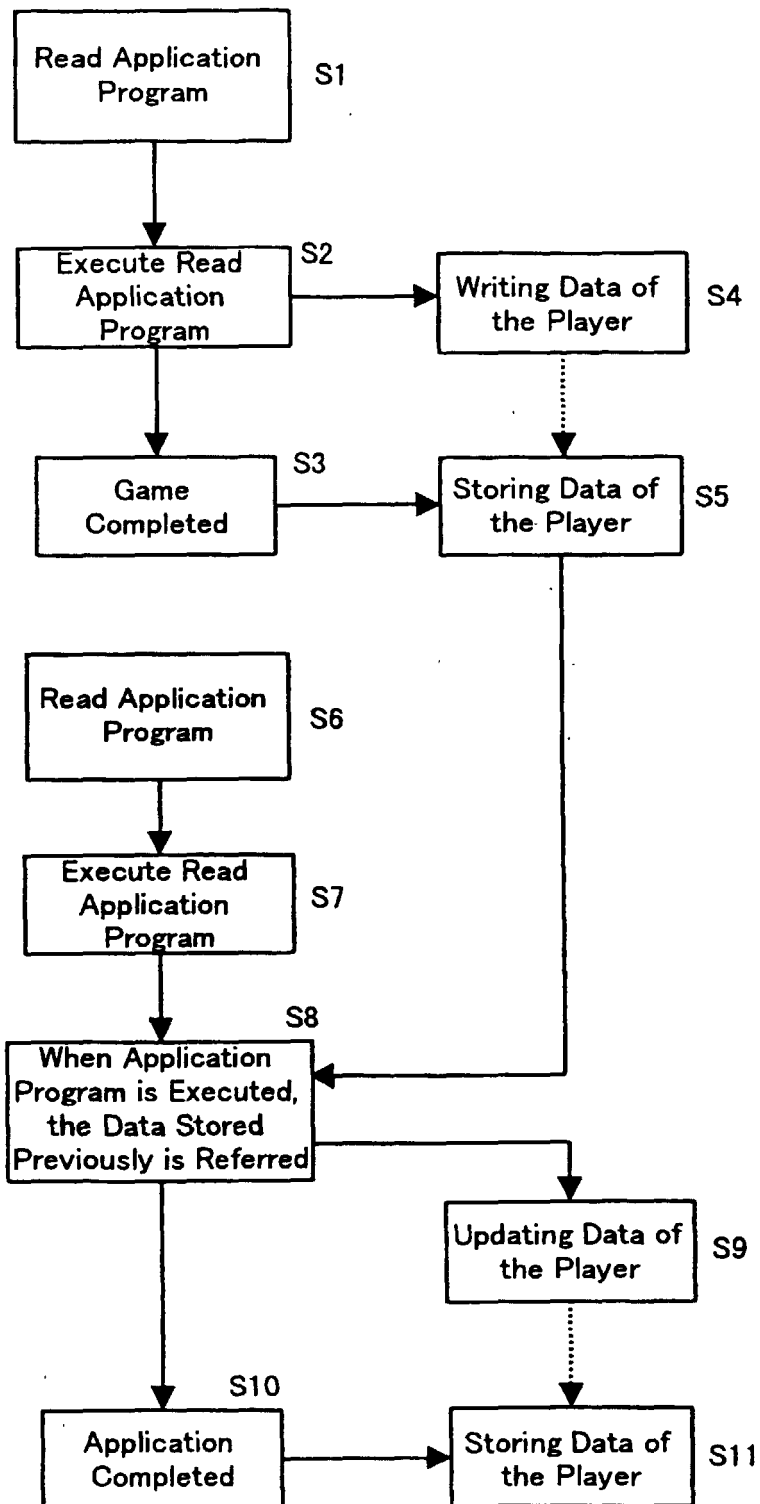 Read Application
Program
S1
Execute Read
Application
Program
S2
Writing Data of
the Player
S4
Game
Completed
S3
Storing Data of
the Player
S5
Read Application
Program
S6
Execute Read
Application
Program
S7
S8
When Application
Program is Executed,
the Data Stored
Previously is Referred
Updating Data of
the Player
S9
S10
Application
Completed
Storing Data of
the Player
S11